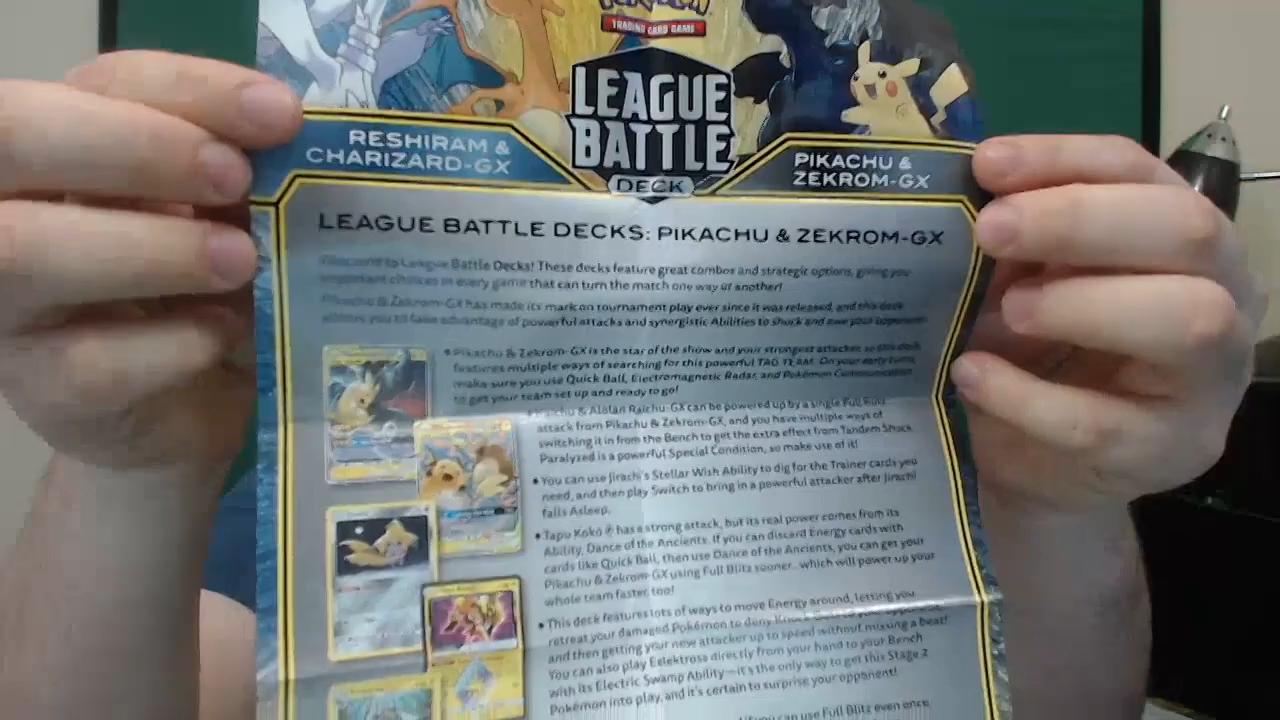 TRADING CARD GAME
LEAGUE
BATTLE
DECK
RESHIRAM &
CHARIZARD-GX
PIKACHU &
ZEKROM-GX
LEAGUE BATTLE DECKS: PIKACHU & ZEKROM-GX
Welcome to League Battle Decks! These decks feature great combos and strategic options, giving you
important choices in every game that can turn the match one way or another!
Pikachu & Zekrom-GX has made its mark on tournament play ever since it was released, and this deck
allows you to take advantage of powerful attacks and synergistic Abilities to shock and awe your opponent!
• Pikachu & Zekrom-GX is the star of the show and your strongest attacker, so this deck
features multiple ways of searching for this powerful TAG TEAM. On your early turns,
make sure you use Quick Ball, Electromagnetic Radar, and Pokémon Communication
to get your team set up and ready to go!
• Raichu & Alolan Raichu-GX can be powered up by a single Full Blitz
attack from Pikachu & Zekrom-GX, and you have multiple ways of
switching it in from the Bench to get the extra effect from Tandem Shock.
Paralyzed is a powerful Special Condition, so make use of it!
• You can use Jirachi's Stellar Wish Ability to dig for the Trainer cards you
need, and then play Switch to bring in a powerful attacker after Jirachi
falls Asleep.
• Tapu Koko has a strong attack, but its real power comes from its
Ability, Dance of the Ancients. If you can discard Energy cards with
cards like Quick Ball, then use Dance of the Ancients, you can get your
Pikachu & Zekrom-GX using Full Blitz sooner...which will power up your
whole team faster, too!
• This deck features lots of ways to move Energy around, letting you
retreat your damaged Pokémon to deny Knock Outs to your opponent,
and then getting your new attacker up to speed without missing a beat!
You can also play Eelektross directly from your hand to your Bench
with its Electric Swamp Ability—it's the only way to get this Stage 2
Pokémon into play, and it's certain to surprise your opponent!
if you can use Full Blitz even once